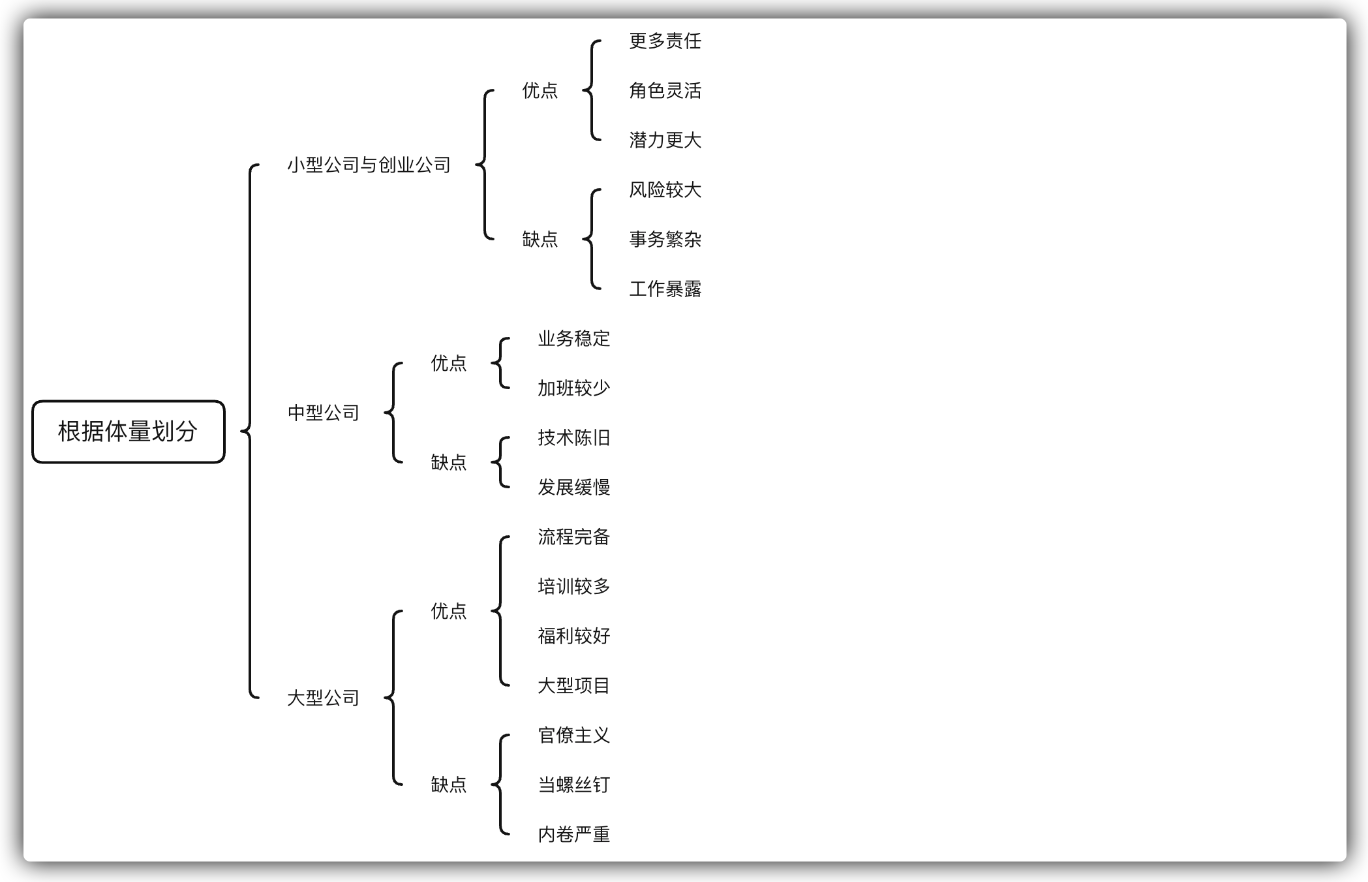 根据体量划分
小型公司与创业公司
优点
更多责任
角色灵活
潜力更大
缺点
风险较大
事务繁杂
工作暴露
中型公司
优点
业务稳定
加班较少
缺点
技术陈旧
发展缓慢
大型公司
优点
流程完备
培训较多
福利较好
大型项目
缺点
官僚主义
当螺丝钉
内卷严重